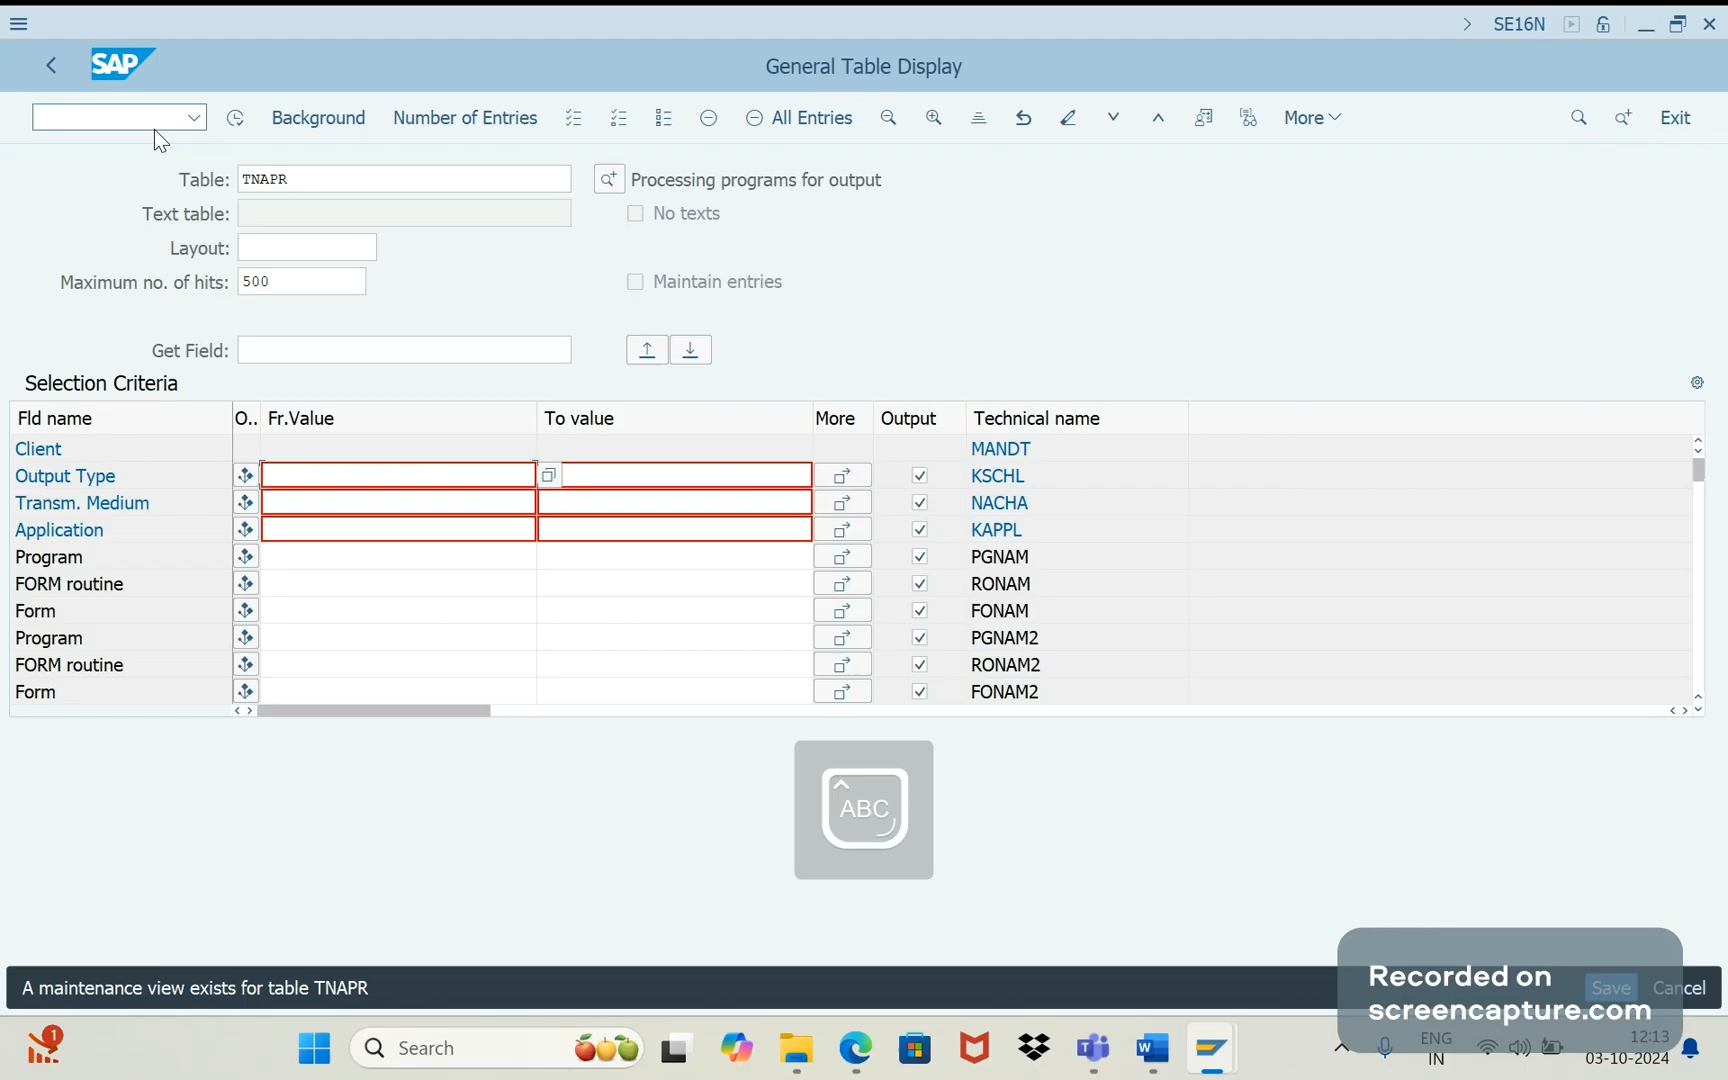 SE16N
SAP
General Table Display
Background Number of Entries All Entries More Exit
Table: TNAPR Processing programs for output
Text table: No texts
Layout:
Maximum no. of hits: 500 Maintain entries
Get Field:
Selection Criteria
Fld name O.. Fr.Value To value More Output Technical name
Client MANDT
Output Type KSCHL
Transm. Medium NACHA
Application KAPPL
Program PGNAM
FORM routine RONAM
Form FONAM
Program PGNAM2
FORM routine RONAM2
Form FONAM2
ABC
A maintenance view exists for table TNAPR Save Cancel
Recorded on
screencapture.com
1
Search
ENG
IN
12:13
03-10-2024